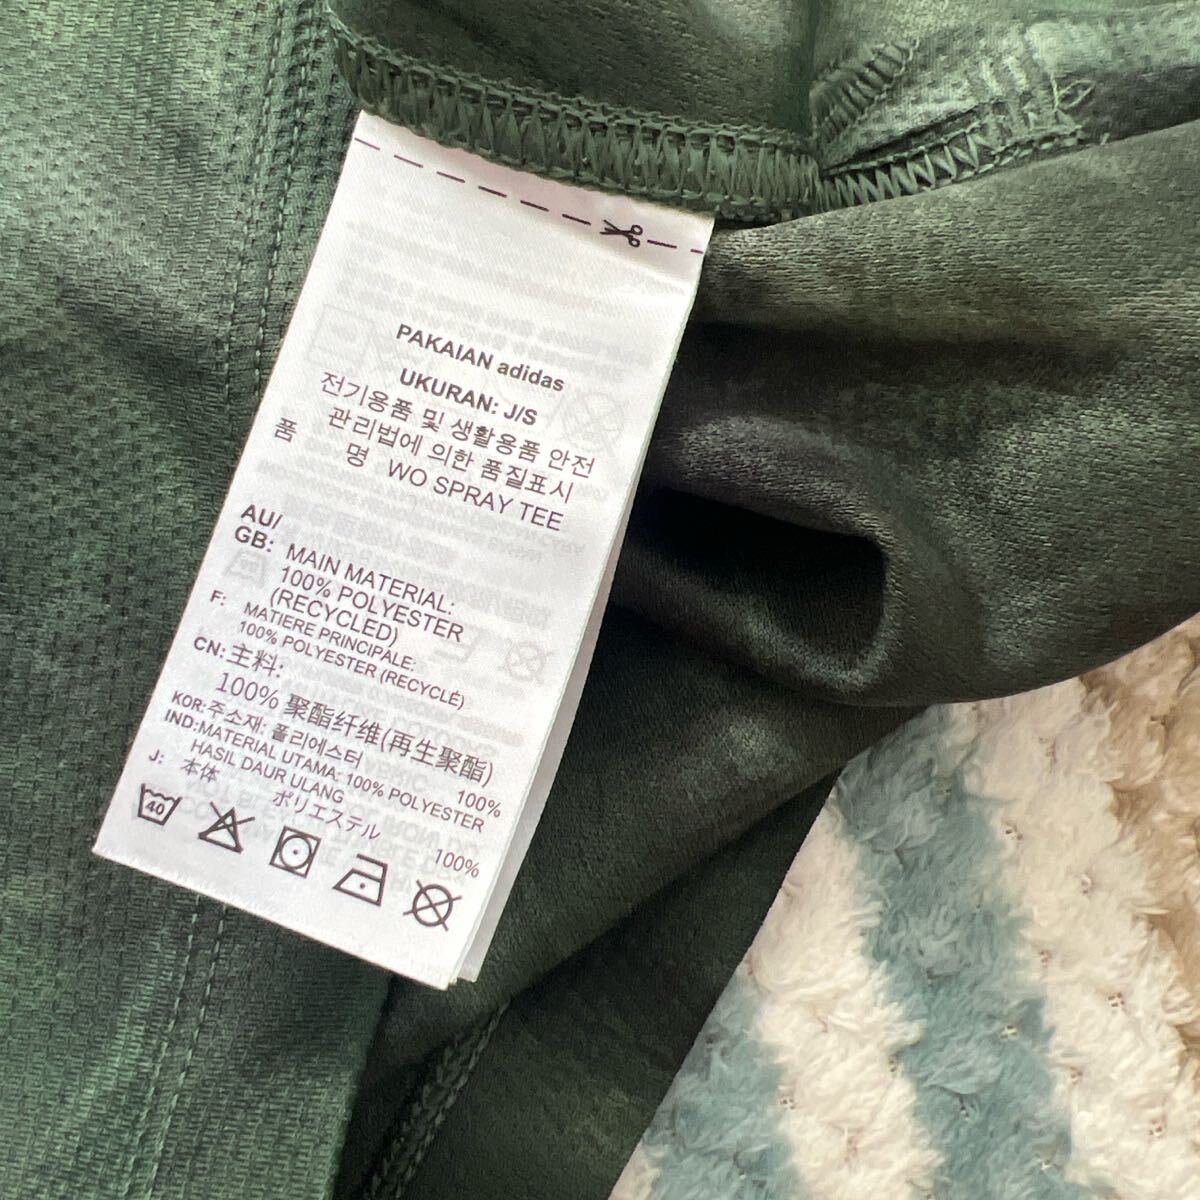 PAKAIAN adidas
UKURAN: J/S
전기용품 및 생활용품 안전
관리법에 의한 품질표시
품 명 WO SPRAY TEE
AU/
GB: MAIN MATERIAL:
100% POLYESTER
(RECYCLED)
F: MATIERE PRINCIPALE:
100% POLYESTER (RECYCLÉ)
CN: 主料:
100% 聚酯纤维(再生聚酯)
KOR: 주소재: 폴리에스터 100%
IND: MATERIAL UTAMA: 100% POLYESTER
HASIL DAUR ULANG
J: 本体
ポリエステル 100%
40